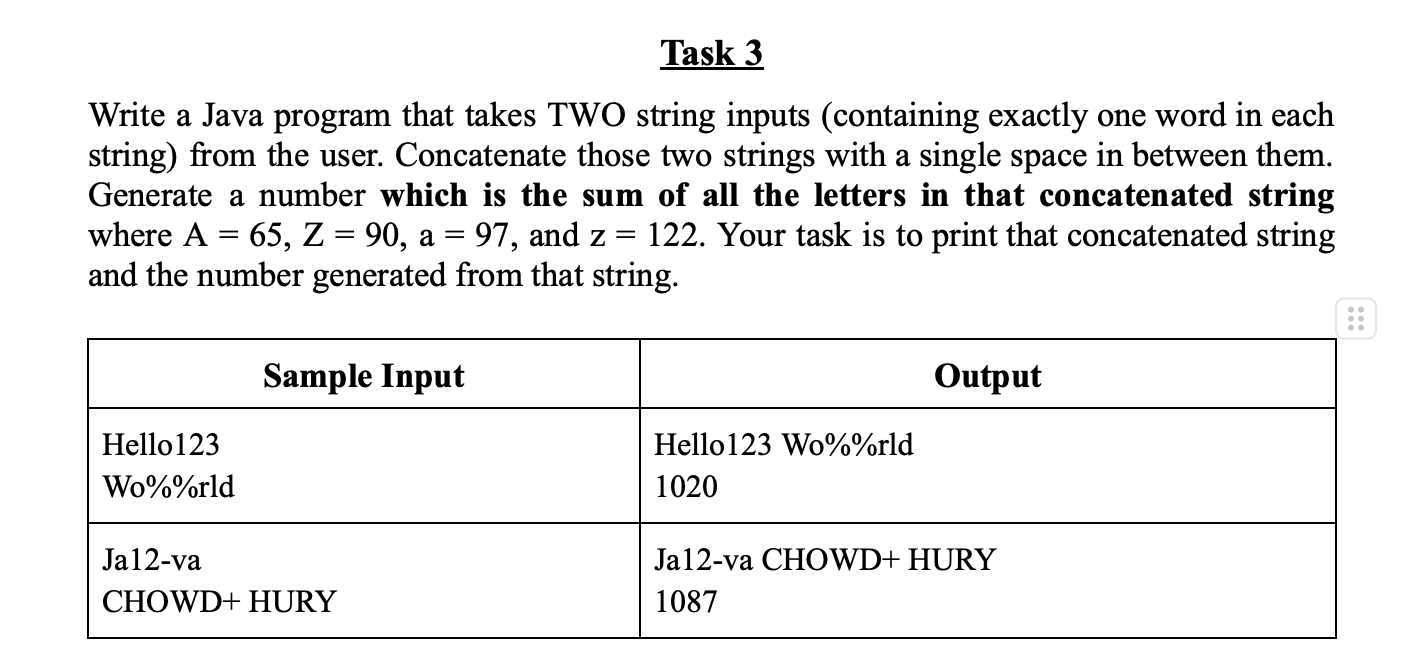 Task 3
Write a Java program that takes TWO string inputs (containing exactly one word in each
string) from the user. Concatenate those two strings with a single space in between them.
Generate a number which is the sum of all the letters in that concatenated string
where A = 65, Z = 90, a = 97, and z = 122. Your task is to print that concatenated string
and the number generated from that string.
Sample Input
Output
Hello123
Wo%%rld
Hello123 Wo%%rld
1020
Ja12-va
CHOWD+ HURY
Ja12-va CHOWD+ HURY
1087